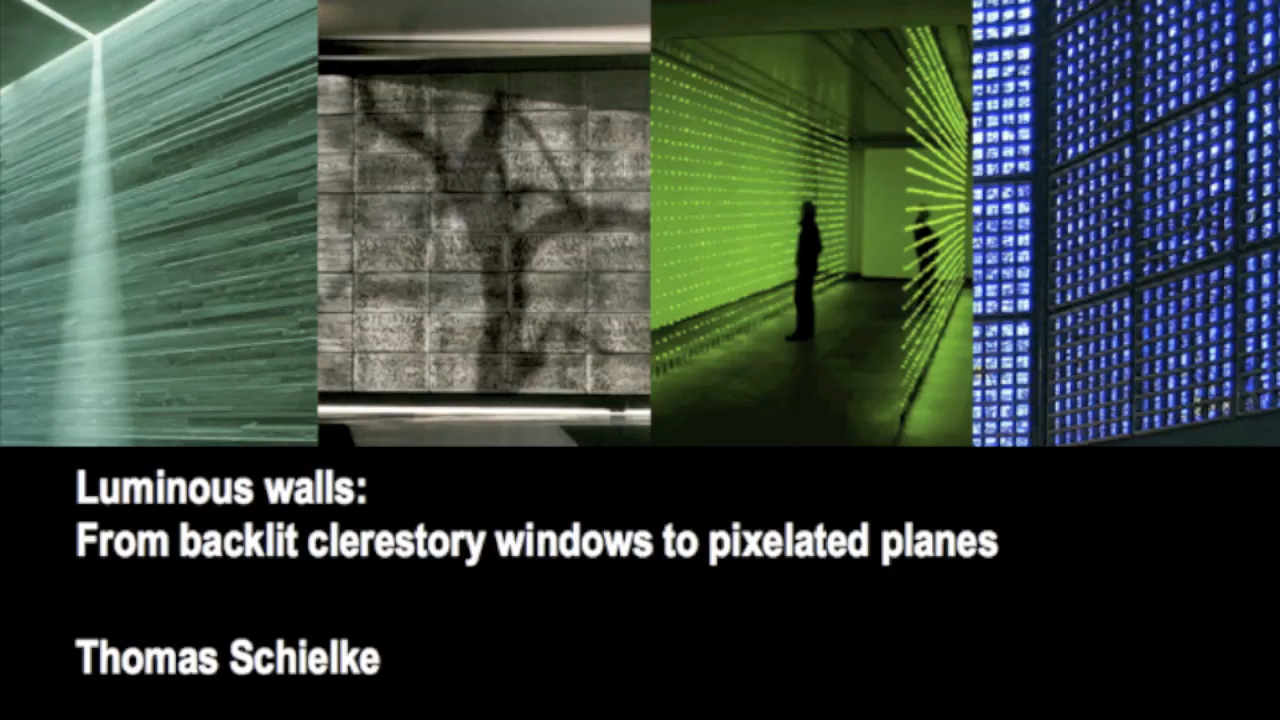 Luminous walls:
From backlit clerestory windows to pixelated planes
Thomas Schielke